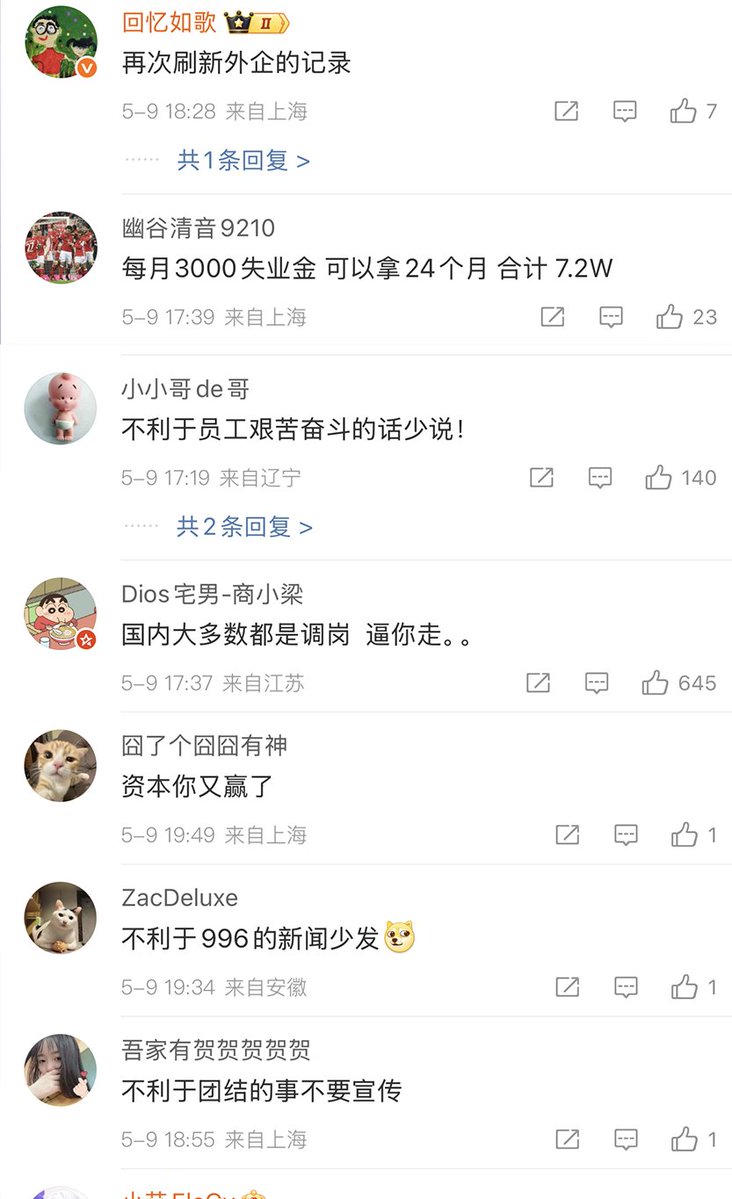 回忆如歌 II
再次刷新外企的记录
5-9 18:28 来自上海 7
共1条回复 >
幽谷清音9210
每月3000失业金 可以拿24个月 合计 7.2W
5-9 17:39 来自上海 23
小小哥de哥
不利于员工艰苦奋斗的话少说！
5-9 17:19 来自辽宁 140
共2条回复 >
Dios宅男-商小梁
国内大多数都是调岗 逼你走。。
5-9 17:37 来自江苏 645
囧了个囧囧有神
资本你又赢了
5-9 19:49 来自上海 1
ZacDeluxe
不利于996的新闻少发
5-9 19:34 来自安徽 1
吾家有贺贺贺贺贺
不利于团结的事不要宣传
5-9 18:55 来自上海 1